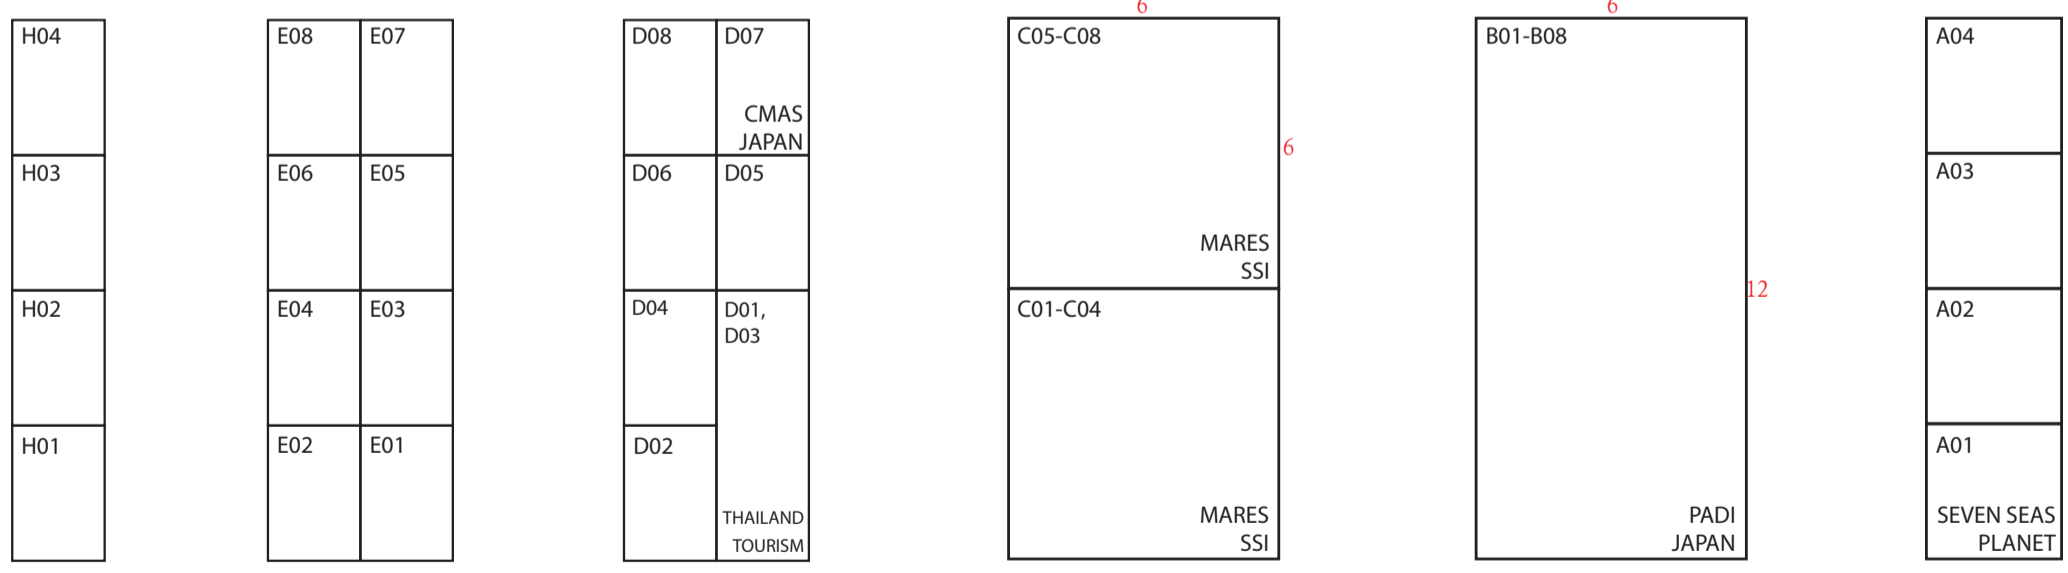 6
6
H04
E08
E07
D08
D07
C05-C08
B01-B08
A04
CMAS
JAPAN
6
H03
E06
E05
D06
D05
A03
MARES
SSI
12
H02
E04
E03
D04
D01,
D03
C01-C04
A02
H01
E02
E01
D02
A01
THAILAND
TOURISM
MARES
SSI
PADI
JAPAN
SEVEN SEAS
PLANET